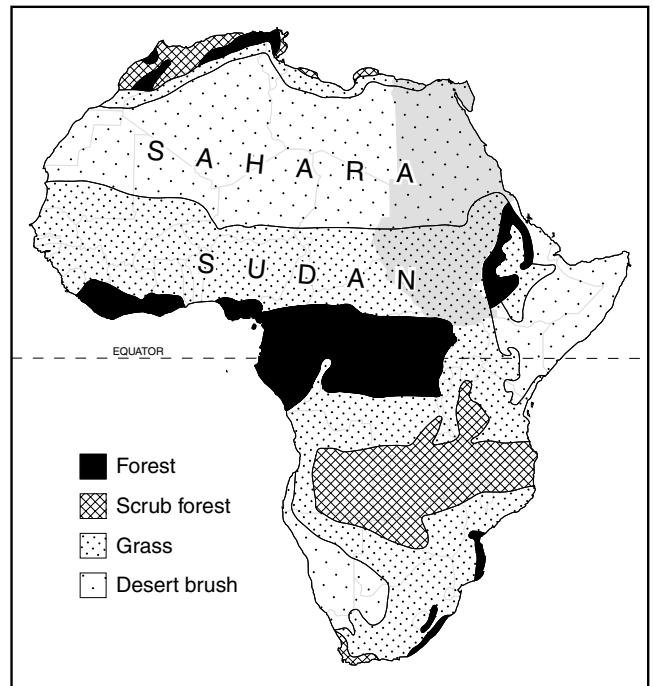 SAHARA
SUDAN
EQUATOR
Forest
Scrub forest
Grass
Desert brush